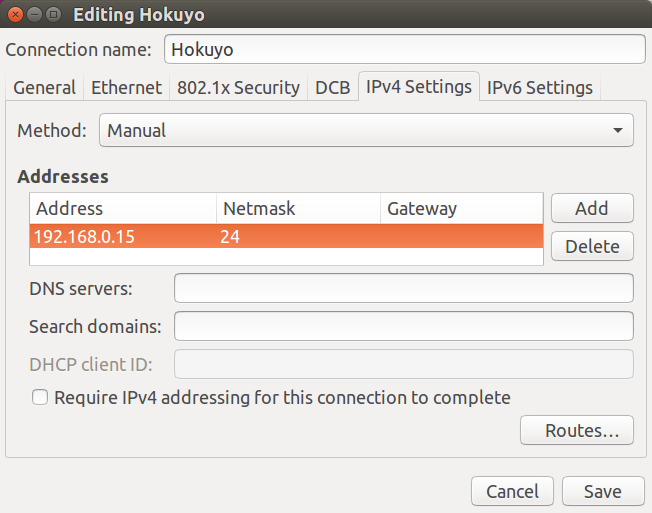 Editing Hokuyo
Connection name: Hokuyo
General Ethernet 802.1x Security DCB IPv4 Settings IPv6 Settings
Method: Manual
Addresses
Address Netmask Gateway
192.168.0.15 24
Add
Delete
DNS servers:
Search domains:
DHCP client ID:
Require IPv4 addressing for this connection to complete
Routes…
Cancel Save